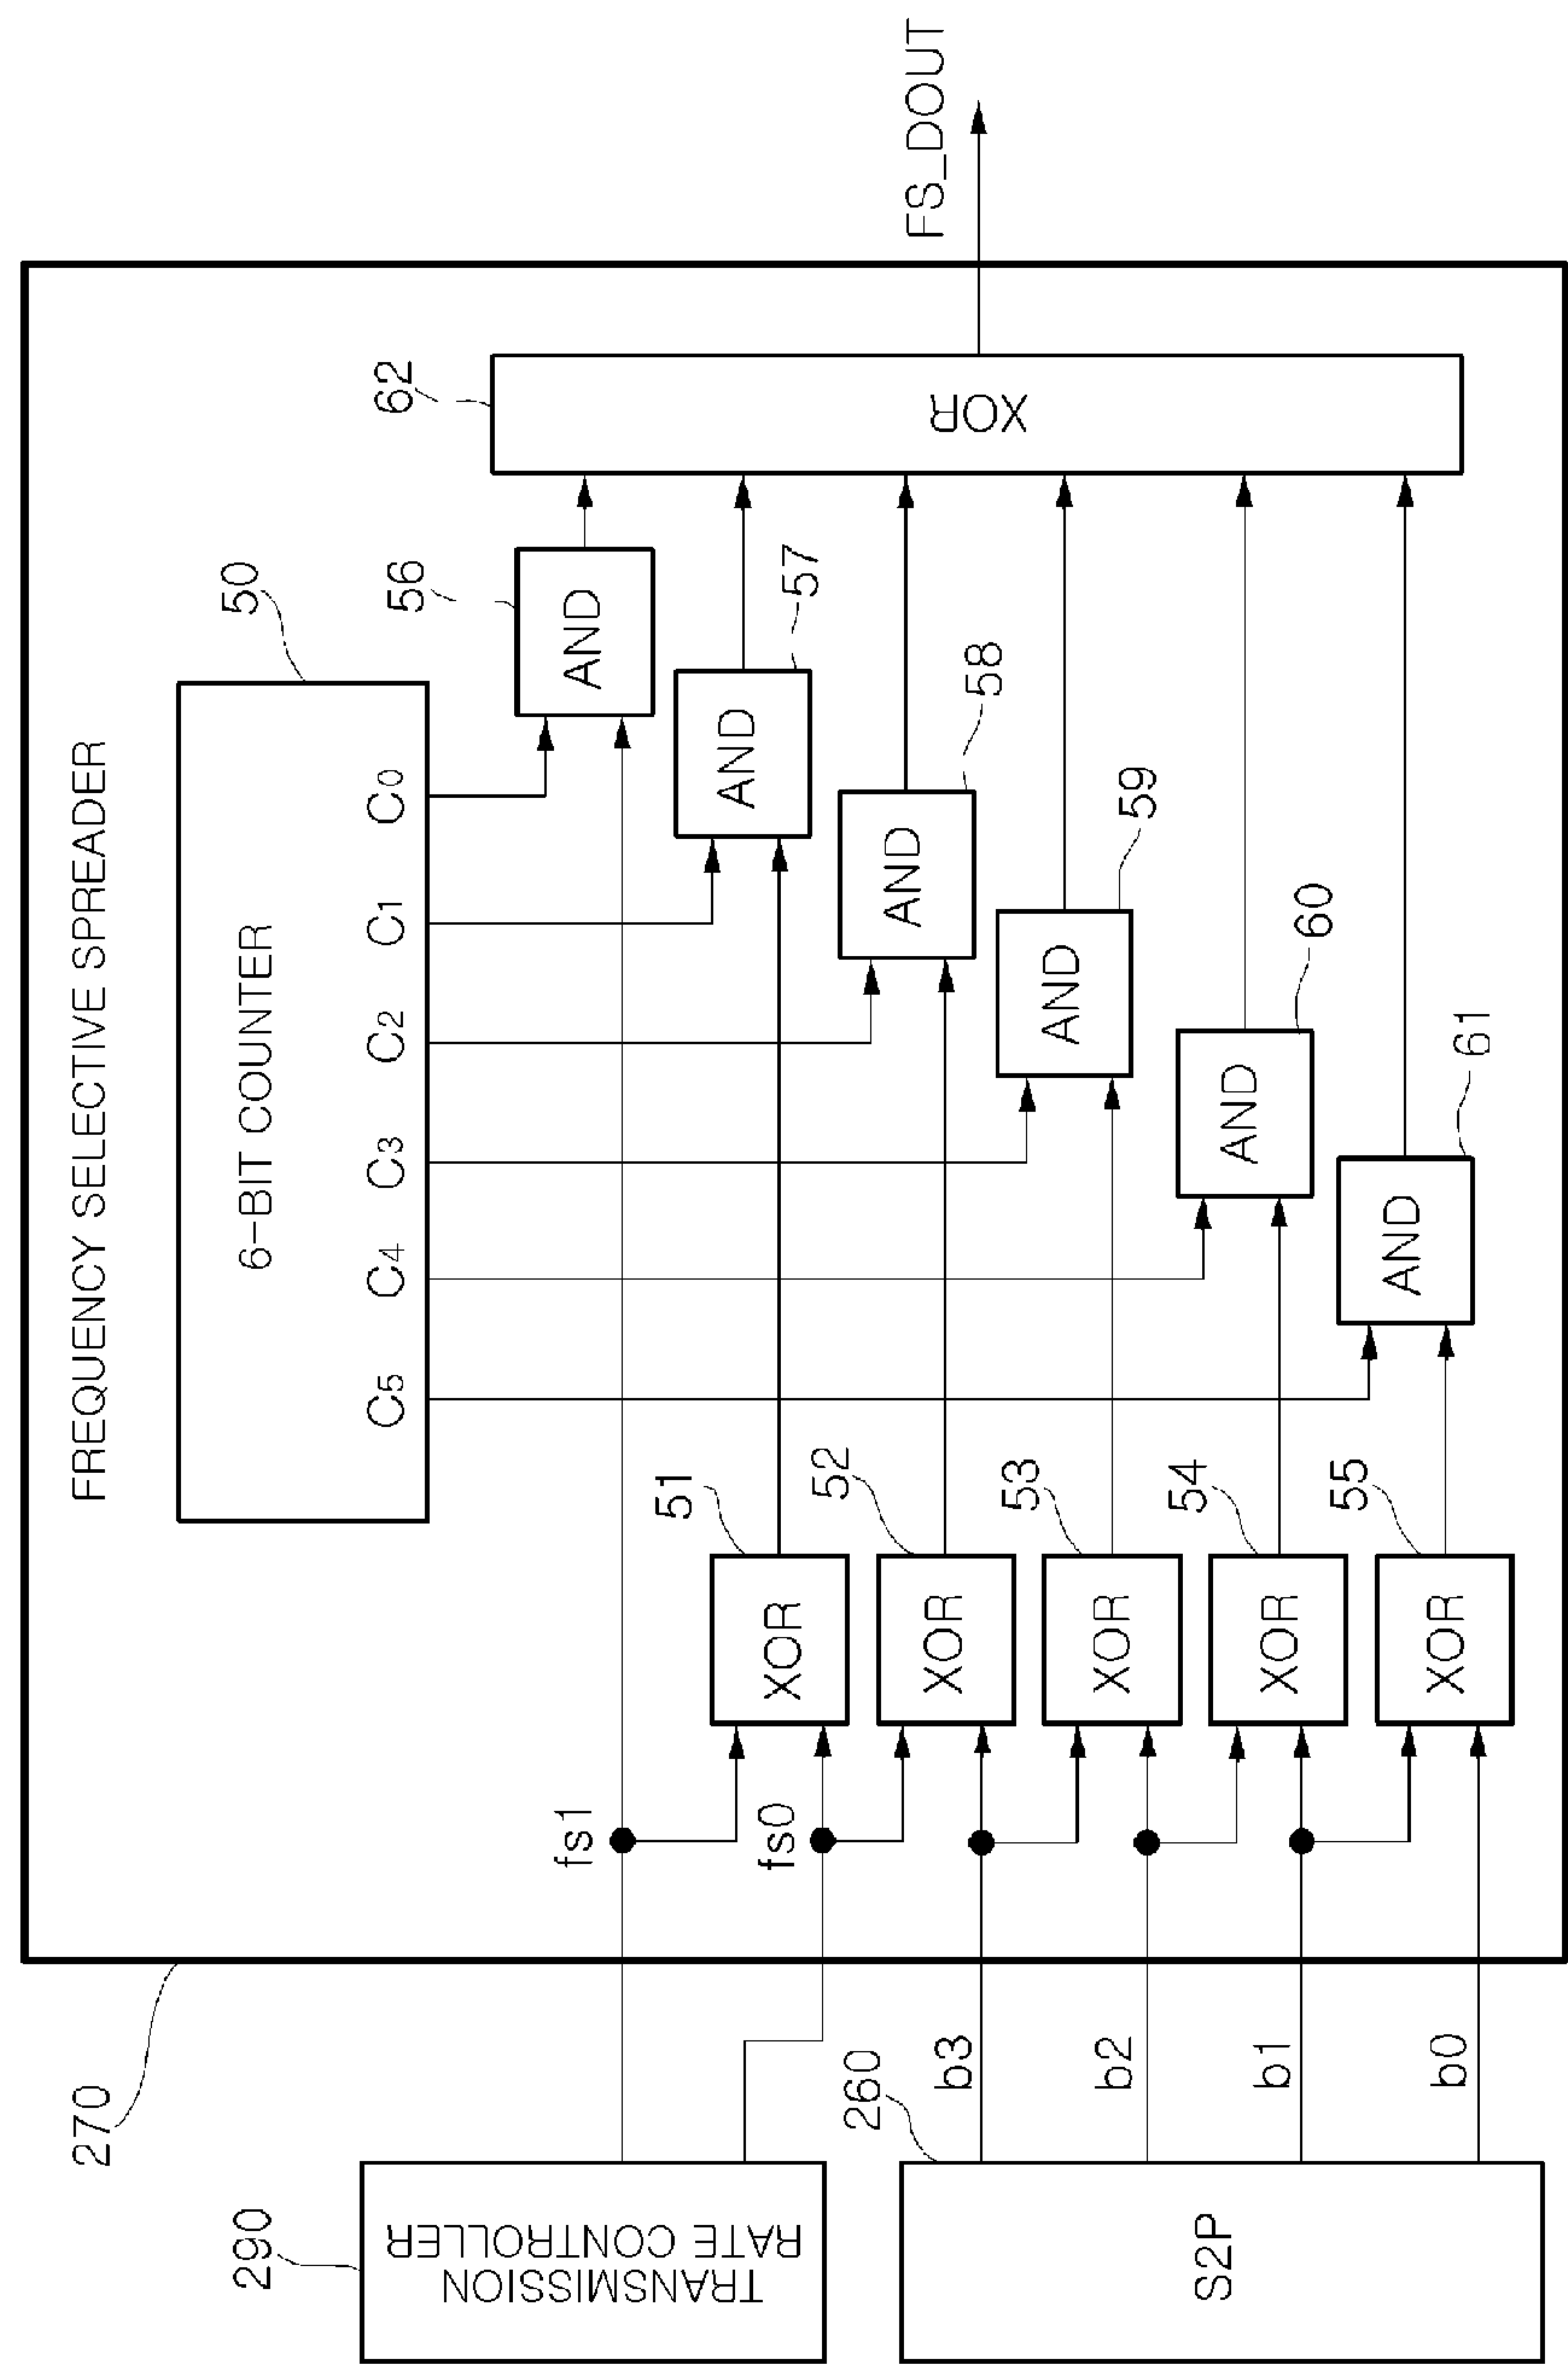 FREQUENCY SELECTIVE SPREADER
270
50
6-BIT COUNTER
C5 C4 C3 C2 C1 C0
290
TRANSMISSION
RATE CONTROLLER
fs1
fs0
260
S2P
b3
b2
b1
b0
51
XOR
52
XOR
53
XOR
54
XOR
55
XOR
56
AND
57
AND
58
AND
59
AND
60
AND
61
AND
62
XOR
FS_DOUT